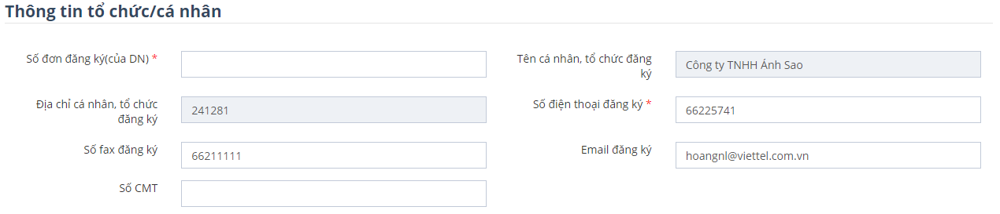 Thông tin tổ chức/cá nhân
Số đơn đăng ký(của DN) *
Tên cá nhân, tổ chức đăng
ký
Công ty TNHH Ánh Sao
Địa chỉ cá nhân, tổ chức
đăng ký
241281
Số điện thoại đăng ký *
66225741
Số fax đăng ký
66211111
Email đăng ký
hoangnl@viettel.com.vn
Số CMT